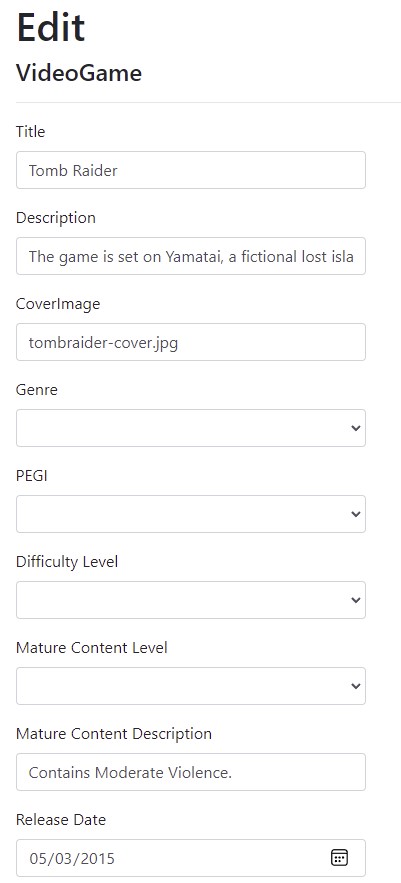 Edit
VideoGame
Title
Tomb Raider
Description
The game is set on Yamatai, a fictional lost isla
CoverImage
tombraider-cover.jpg
Genre
PEGI
Difficulty Level
Mature Content Level
Mature Content Description
Contains Moderate Violence.
Release Date
05/03/2015